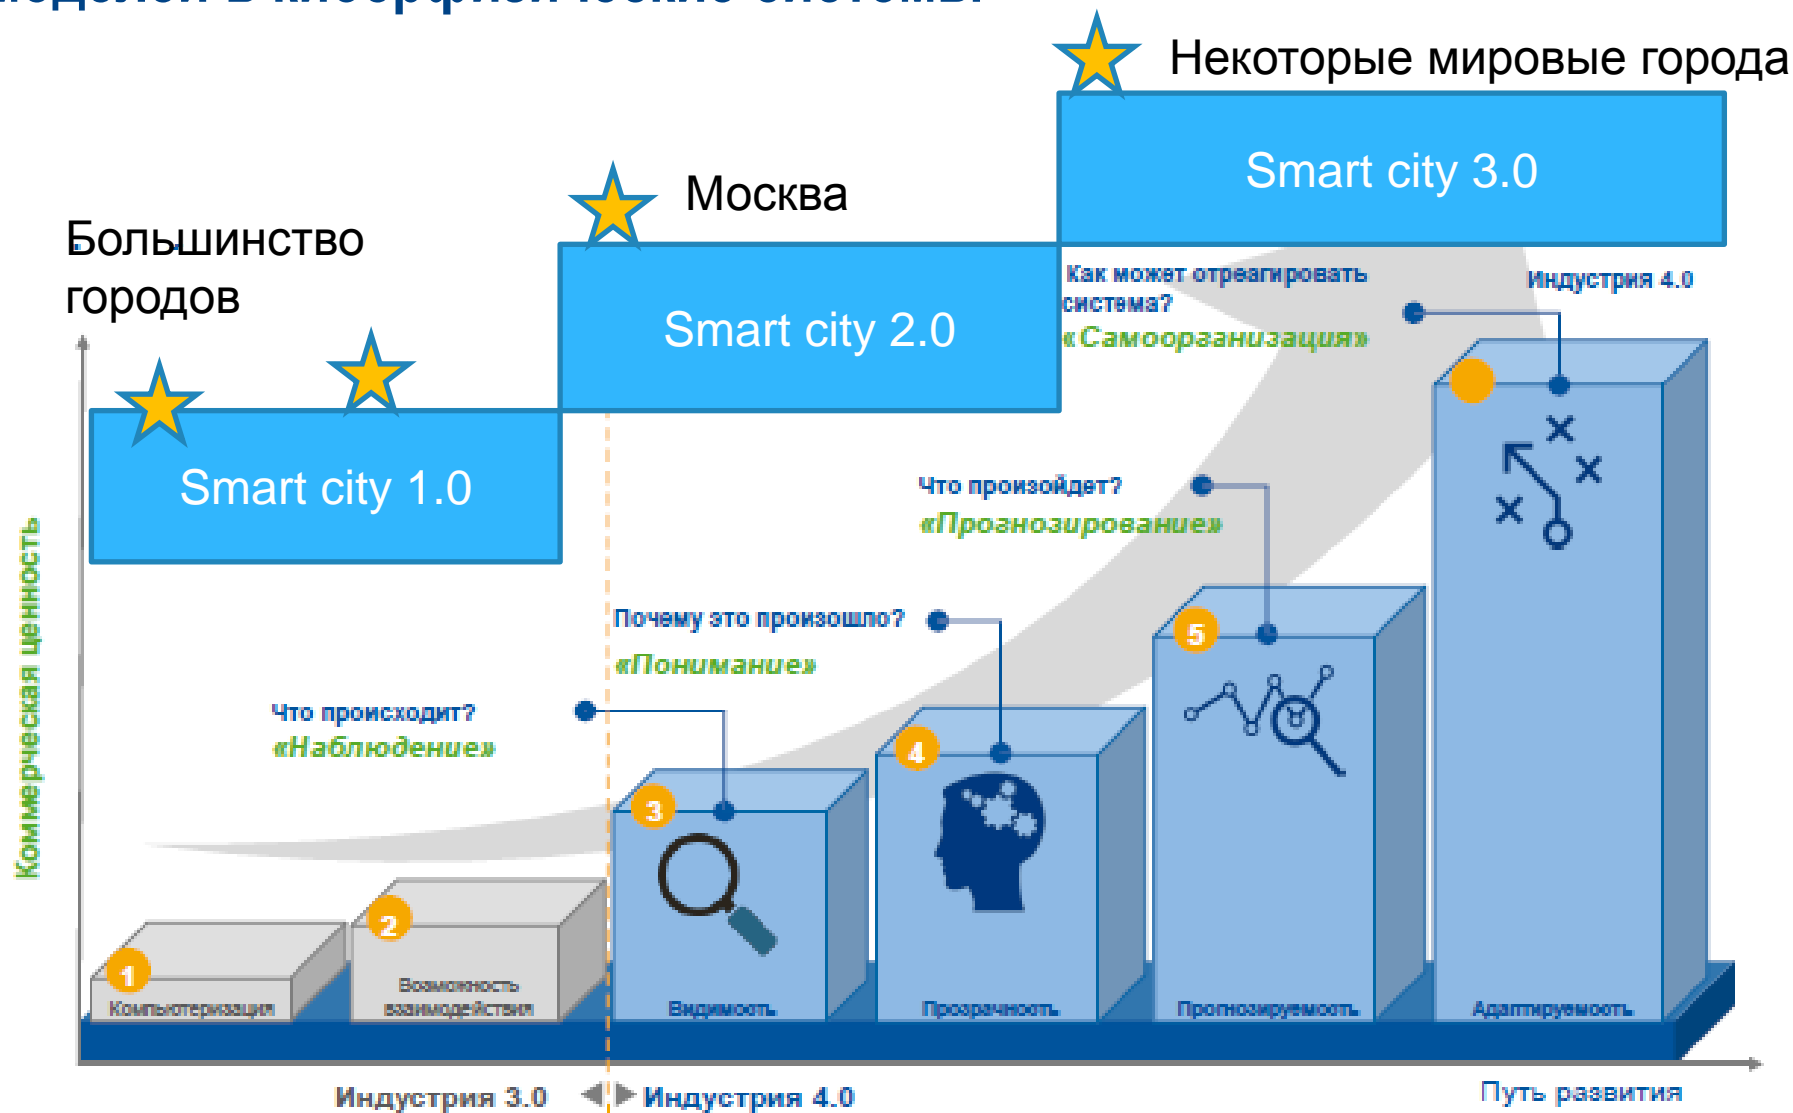 Некоторые мировые города
Smart city 3.0
Москва
Большинство
городов
Smart city 2.0
Smart city 1.0
Как может отреагировать
система?
«Самоорганизация»
Индустрия 4.0
Что произойдет?
«Прогнозирование»
Почему это произошло?
«Понимание»
Что происходит?
«Наблюдение»
Коммерческая ценность
1
2
3
4
5
Компьютеризация
Возможность
взаимодействия
Видимость
Прозрачность
Прогнозируемость
Адаптируемость
Индустрия 3.0
Индустрия 4.0
Путь развития